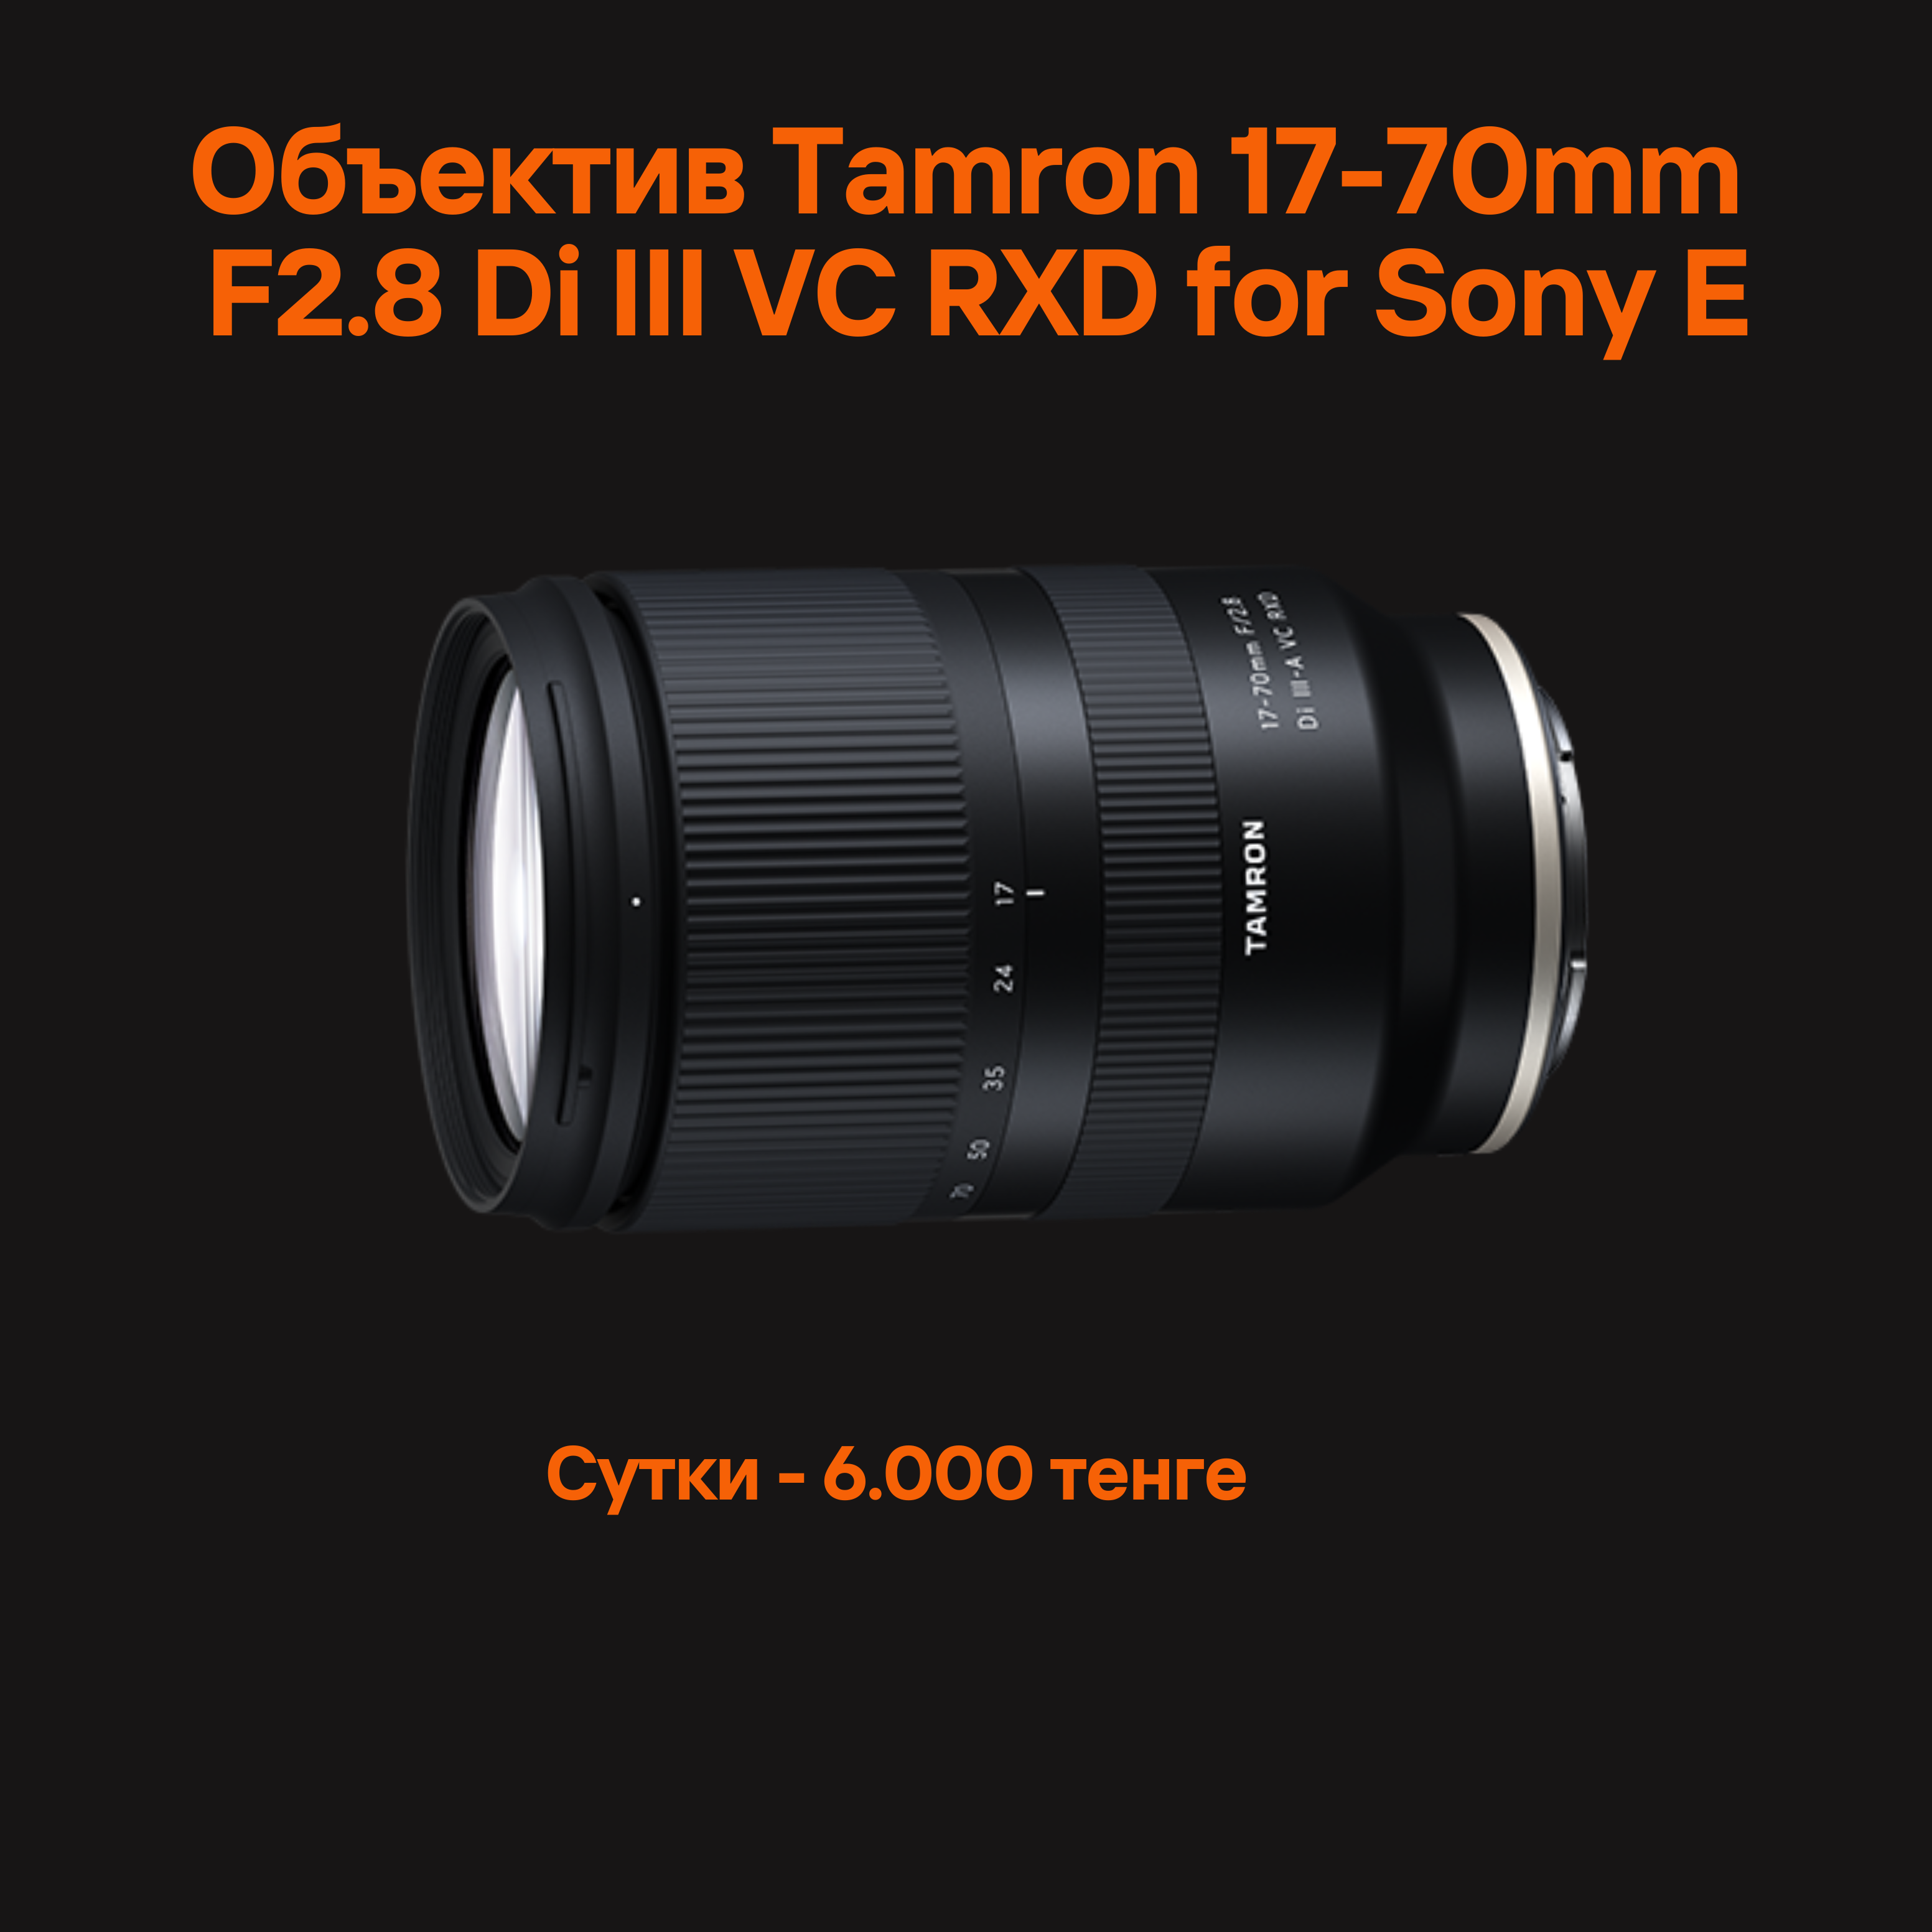 Объектив Tamron 17-70mm
F2.8 Di III VC RXD for Sony E
17-70mm F/2.8
Di III-A VC RXD
TAMRON
17
24
35
50
70
Сутки - 6.000 тенге